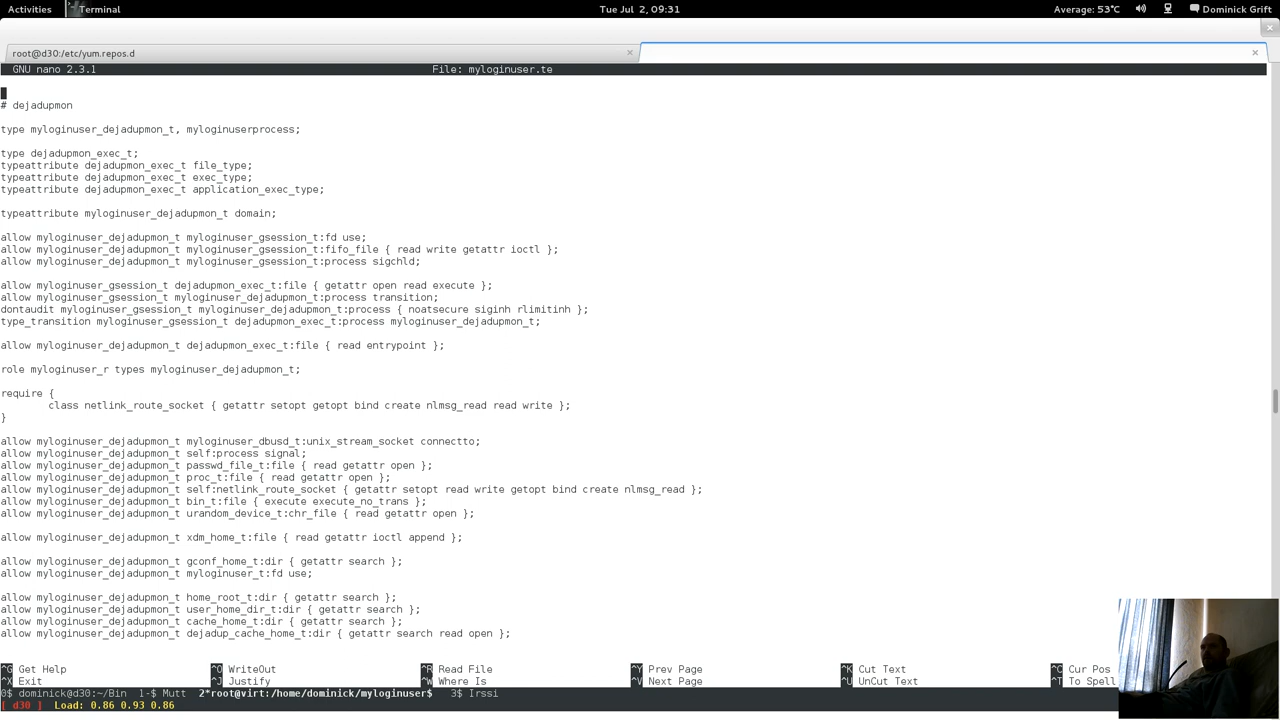 Activities Terminal Tue Jul 2, 09:31 Average: 53°C Dominick Grift
root@d30:/etc/yum.repos.d
GNU nano 2.3.1 File: myloginuser.te
# dejadupmon
type myloginuser_dejadupmon_t, myloginuserprocess;
type dejadupmon_exec_t;
typeattribute dejadupmon_exec_t file_type;
typeattribute dejadupmon_exec_t exec_type;
typeattribute dejadupmon_exec_t application_exec_type;
typeattribute myloginuser_dejadupmon_t domain;
allow myloginuser_dejadupmon_t myloginuser_gsession_t:fd use;
allow myloginuser_dejadupmon_t myloginuser_gsession_t:fifo_file { read write getattr ioctl };
allow myloginuser_dejadupmon_t myloginuser_gsession_t:process sigchld;
allow myloginuser_gsession_t dejadupmon_exec_t:file { getattr open read execute };
allow myloginuser_gsession_t myloginuser_dejadupmon_t:process transition;
dontaudit myloginuser_gsession_t myloginuser_dejadupmon_t:process { noatsecure siginh rlimitinh };
type_transition myloginuser_gsession_t dejadupmon_exec_t:process myloginuser_dejadupmon_t;
allow myloginuser_dejadupmon_t dejadupmon_exec_t:file { read entrypoint };
role myloginuser_r types myloginuser_dejadupmon_t;
require {
class netlink_route_socket { getattr setopt getopt bind create nlmsg_read read write };
}
allow myloginuser_dejadupmon_t myloginuser_dbusd_t:unix_stream_socket connectto;
allow myloginuser_dejadupmon_t self:process signal;
allow myloginuser_dejadupmon_t passwd_file_t:file { read getattr open };
allow myloginuser_dejadupmon_t proc_t:file { read getattr open };
allow myloginuser_dejadupmon_t self:netlink_route_socket { getattr setopt read write getopt bind create nlmsg_read };
allow myloginuser_dejadupmon_t bin_t:file { execute execute_no_trans };
allow myloginuser_dejadupmon_t urandom_device_t:chr_file { read getattr open };
allow myloginuser_dejadupmon_t xdm_home_t:file { read getattr ioctl append };
allow myloginuser_dejadupmon_t gconf_home_t:dir { getattr search };
allow myloginuser_dejadupmon_t myloginuser_t:fd use;
allow myloginuser_dejadupmon_t home_root_t:dir { getattr search };
allow myloginuser_dejadupmon_t user_home_dir_t:dir { getattr search };
allow myloginuser_dejadupmon_t cache_home_t:dir { getattr search };
allow myloginuser_dejadupmon_t dejadup_cache_home_t:dir { getattr search read open };
^G Get Help ^O WriteOut ^R Read File ^Y Prev Page ^K Cut Text ^C Cur Pos
^X Exit ^J Justify ^W Where Is ^V Next Page ^U UnCut Text ^T To Spell
0$ dominick@d30:~/Bin 1-$ Mutt 2*root@virt:/home/dominick/myloginuser$ 3$ Irssi
[ d30 ] Load: 0.86 0.93 0.86